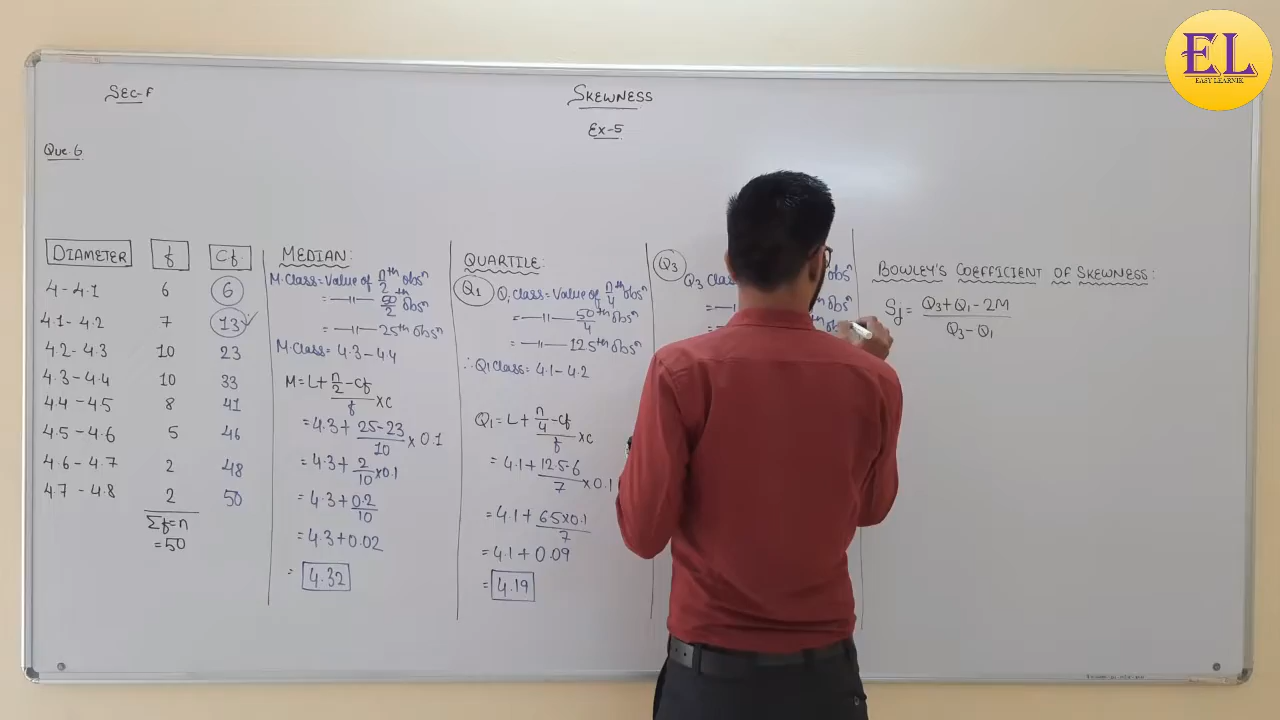 EL
EASY LEARNIK
SEC-F
SKEWNESS
Ex-5
Que.6
DIAMETER f Cf.
4 - 4.1 6 6
4.1 - 4.2 7 13
4.2 - 4.3 10 23
4.3 - 4.4 10 33
4.4 - 4.5 8 41
4.5 - 4.6 5 46
4.6 - 4.7 2 48
4.7 - 4.8 2 50
Σf=n
=50
MEDIAN:
M.Class = Value of n/2 th obsn
= —"— 50/2 th obsn
= —"— 25th obsn
M.Class = 4.3 - 4.4
M = L + (n/2 - cf)/f × c
= 4.3 + (25-23)/10 × 0.1
= 4.3 + 2/10 × 0.1
= 4.3 + 0.2/10
= 4.3 + 0.02
= 4.32
QUARTILE:
Q1 Q1 Class = Value of n/4 th obsn
= —"— 50/4 th obsn
= —"— 12.5th obsn
∴ Q1 Class = 4.1 - 4.2
Q1 = L + (n/4 - cf)/f × c
= 4.1 + (12.5-6)/7 × 0.1
= 4.1 + (6.5×0.1)/7
= 4.1 + 0.09
= 4.19
Q3 Q3 obsn
= obsn
=
BOWLEY'S COEFFICIENT OF SKEWNESS:
Sj = (Q3 + Q1 - 2M)/(Q3 - Q1)